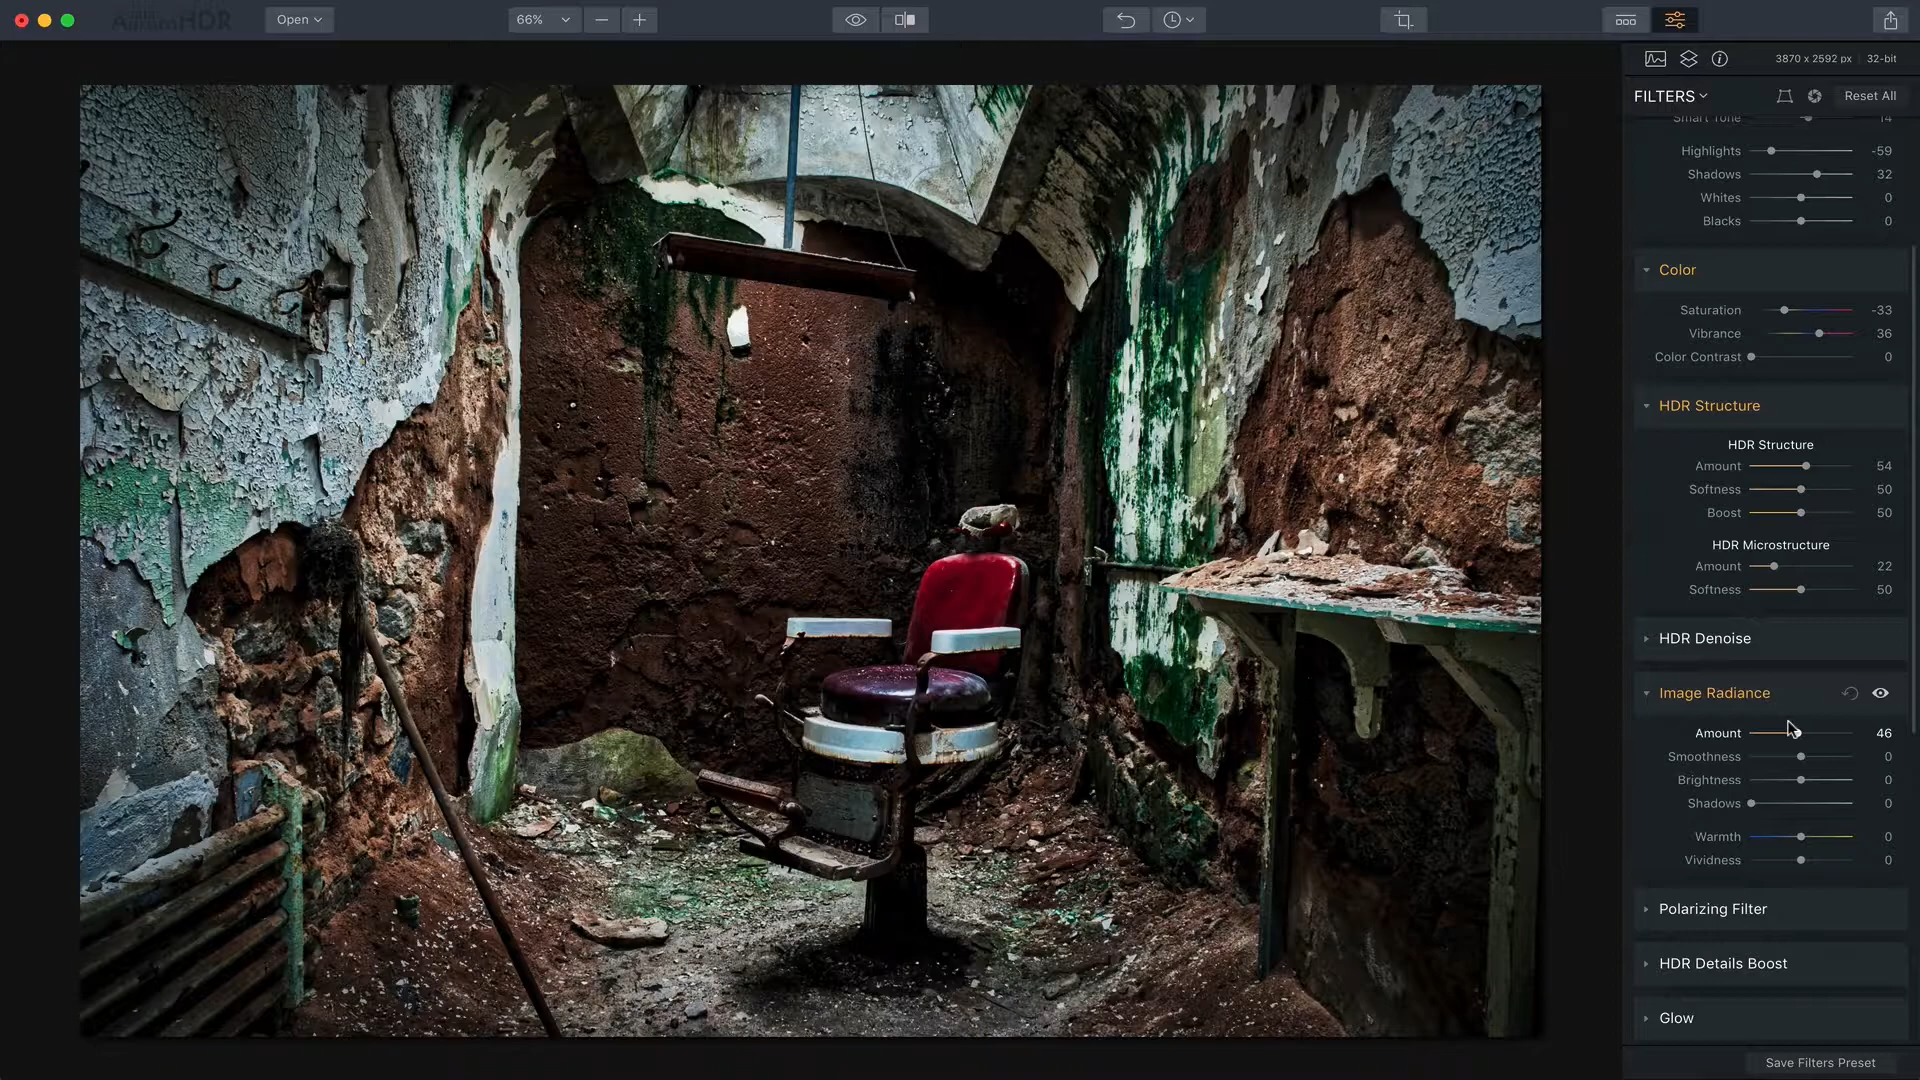 Open
66%
3870 x 2592 px
32-bit
FILTERS
Reset All
Smart Tone 14
Highlights -59
Shadows 32
Whites 0
Blacks 0
Color
Saturation -33
Vibrance 36
Color Contrast 0
HDR Structure
HDR Structure
Amount 54
Softness 50
Boost 50
HDR Microstructure
Amount 22
Softness 50
HDR Denoise
Image Radiance
Amount 46
Smoothness 0
Brightness 0
Shadows 0
Warmth 0
Vividness 0
Polarizing Filter
HDR Details Boost
Glow
Save Filters Preset